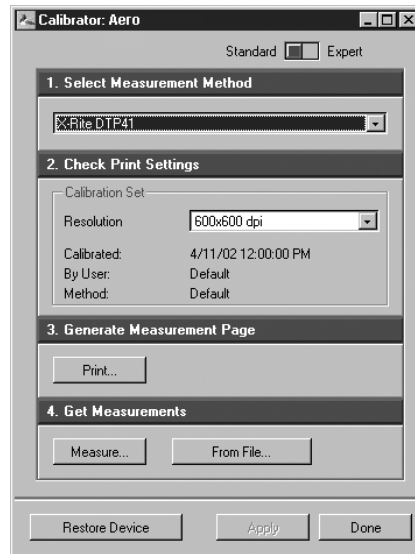 Calibrator: Aero
Standard Expert
1. Select Measurement Method
X-Rite DTP41
2. Check Print Settings
Calibration Set
Resolution 600x600 dpi
Calibrated: 4/11/02 12:00:00 PM
By User: Default
Method: Default
3. Generate Measurement Page
Print...
4. Get Measurements
Measure... From File...
Restore Device Apply Done